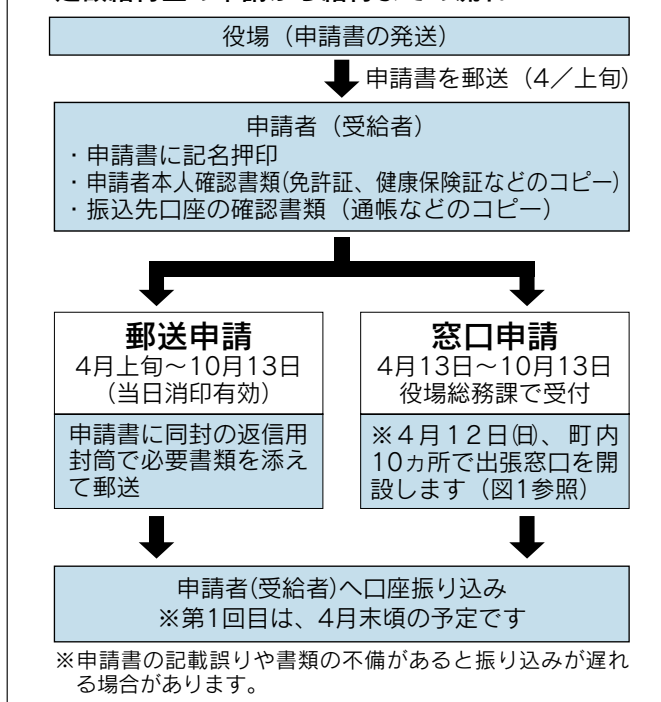 役場（申請書の発送）
申請書を郵送（4／上旬）
申請者（受給者）
・申請書に記名押印
・申請者本人確認書類(免許証、健康保険証などのコピー)
・振込先口座の確認書類（通帳などのコピー）
郵送申請
4月上旬～10月13日
（当日消印有効）
申請書に同封の返信用
封筒で必要書類を添え
て郵送
窓口申請
4月13日～10月13日
役場総務課で受付
※４月１２日㈰、町内
10ヵ所で出張窓口を開
設します（図1参照）
申請者(受給者)へ口座振り込み
※第1回目は、4月末頃の予定です
※申請書の記載誤りや書類の不備があると振り込みが遅れ
る場合があります。